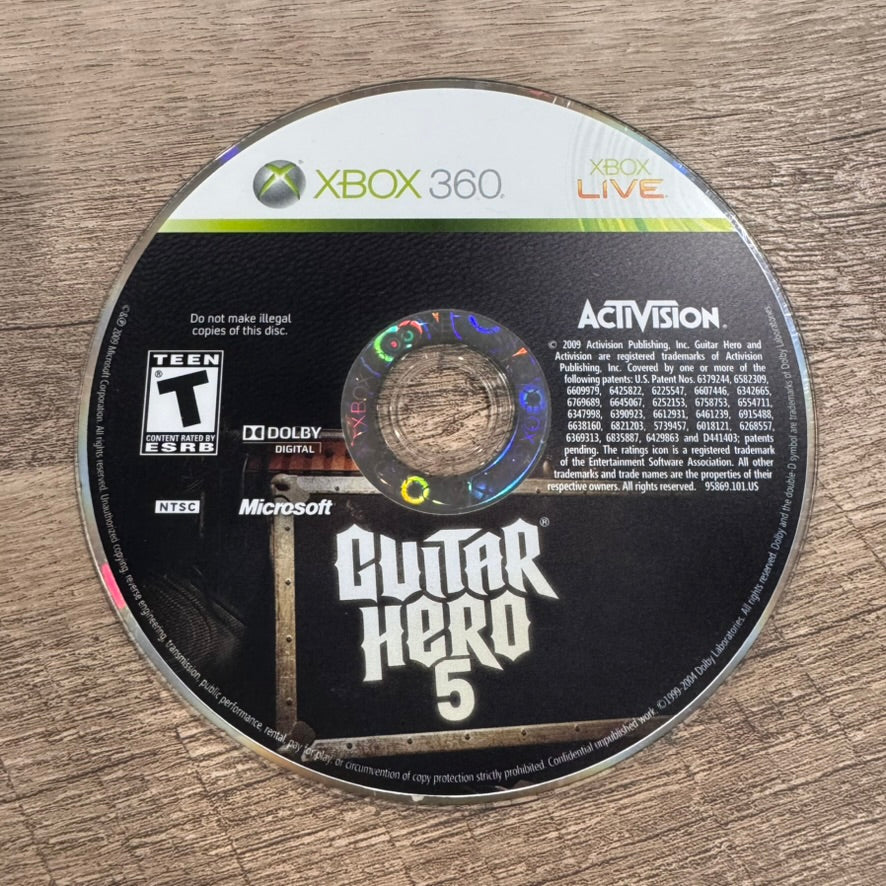 XBOX 360.
XBOX
LIVE
Do not make illegal
copies of this disc.
TEEN
T
CONTENT RATED BY
ESRB
DOLBY
DIGITAL
NTSC
Microsoft
ACTIVISION.
© 2009 Activision Publishing, Inc. Guitar Hero and
Activision are registered trademarks of Activision
Publishing, Inc. Covered by one or more of the
following patents: U.S. Patent Nos. 6379244, 6582309,
6609979, 6425822, 6225547, 6607446, 6342665,
6769689, 6645067, 6252153, 6758753, 6554711,
6347998, 6390923, 6612931, 6461239, 6915488,
6638160, 6821203, 5739457, 6018121, 6268557,
6369313, 6835887, 6429863 and D441403; patents
pending. The ratings icon is a registered trademark
of the Entertainment Software Association. All other
trademarks and trade names are the properties of their
respective owners. All rights reserved. 95869.101.US
GUITAR
HERO
5
©&℗ 2009 Microsoft Corporation. All rights reserved. Unauthorized copying, reverse engineering, transmission, public performance, rental, pay for play, or circumvention of copy protection strictly prohibited. Confidential unpublished work. ©1999-2004 Dolby Laboratories. All rights reserved. Dolby and the double-D symbol are trademarks of Dolby Laboratories.